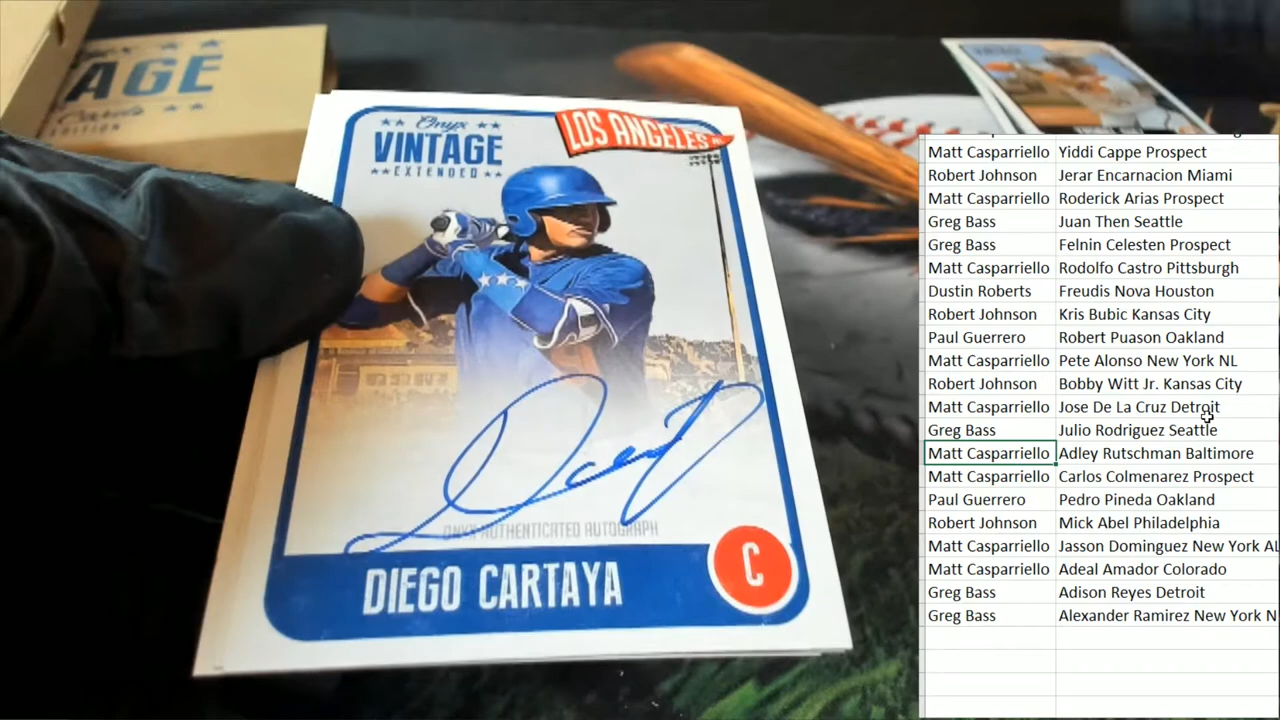 AGE
Cards
EDITION
Onyx
VINTAGE
EXTENDED
LOS ANGELES
ONYX AUTHENTICATED AUTOGRAPH
DIEGO CARTAYA
C
VINTAGE
Matt Casparriello Yiddi Cappe Prospect
Robert Johnson Jerar Encarnacion Miami
Matt Casparriello Roderick Arias Prospect
Greg Bass Juan Then Seattle
Greg Bass Felnin Celesten Prospect
Matt Casparriello Rodolfo Castro Pittsburgh
Dustin Roberts Freudis Nova Houston
Robert Johnson Kris Bubic Kansas City
Paul Guerrero Robert Puason Oakland
Matt Casparriello Pete Alonso New York NL
Robert Johnson Bobby Witt Jr. Kansas City
Matt Casparriello Jose De La Cruz Detroit
Greg Bass Julio Rodriguez Seattle
Matt Casparriello Adley Rutschman Baltimore
Matt Casparriello Carlos Colmenarez Prospect
Paul Guerrero Pedro Pineda Oakland
Robert Johnson Mick Abel Philadelphia
Matt Casparriello Jasson Dominguez New York AL
Matt Casparriello Adeal Amador Colorado
Greg Bass Adison Reyes Detroit
Greg Bass Alexander Ramirez New York N